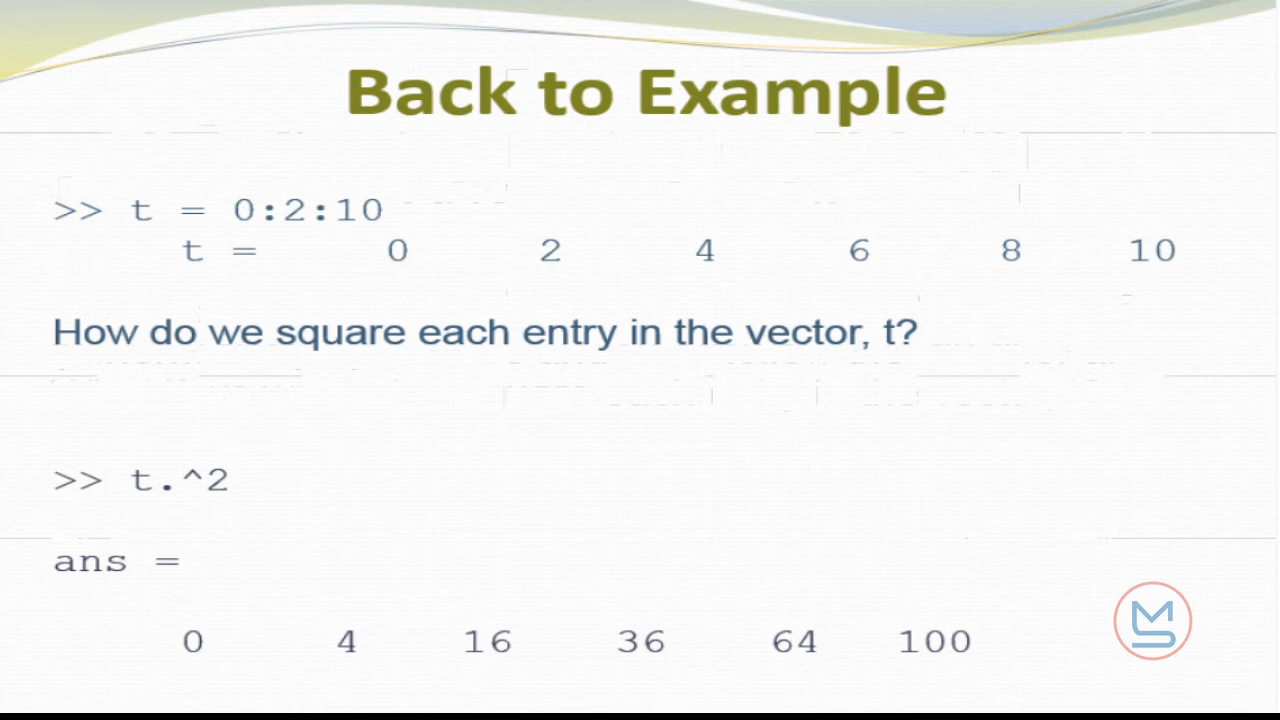 Back to Example
>> t = 0:2:10
t = 0 2 4 6 8 10
How do we square each entry in the vector, t?
>> t.^2
ans =
0 4 16 36 64 100
MS